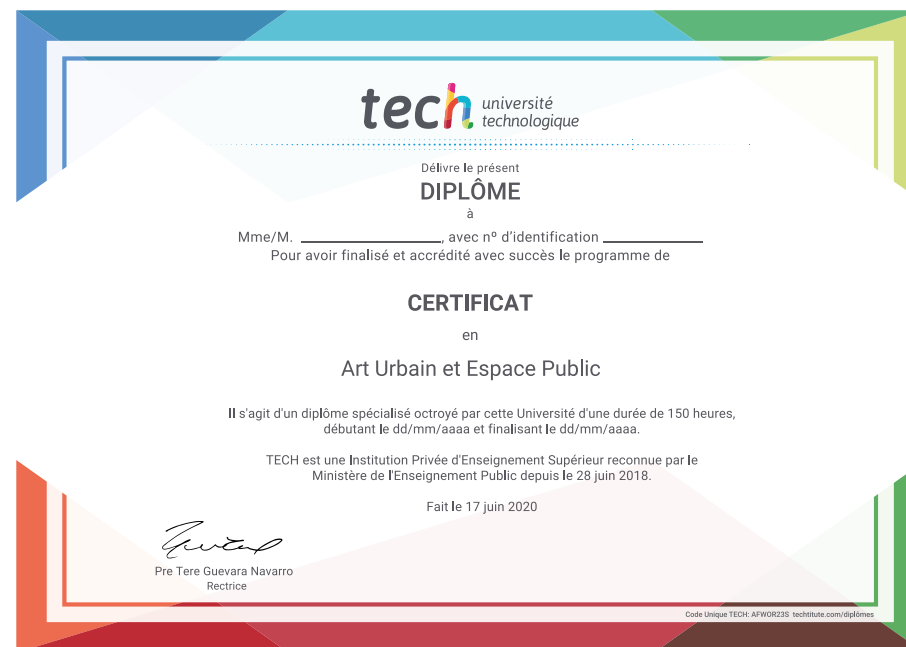 tech université
technologique
Délivre le présent
DIPLÔME
à
Mme/M. ____________________, avec nº d'identification ______________
Pour avoir finalisé et accrédité avec succès le programme de
CERTIFICAT
en
Art Urbain et Espace Public
Il s'agit d'un diplôme spécialisé octroyé par cette Université d'une durée de 150 heures,
débutant le dd/mm/aaaa et finalisant le dd/mm/aaaa.
TECH est une Institution Privée d'Enseignement Supérieur reconnue par le
Ministère de l'Enseignement Public depuis le 28 juin 2018.
Fait le 17 juin 2020
Pre Tere Guevara Navarro
Rectrice
Code Unique TECH: AFWOR23S techtitute.com/diplômes